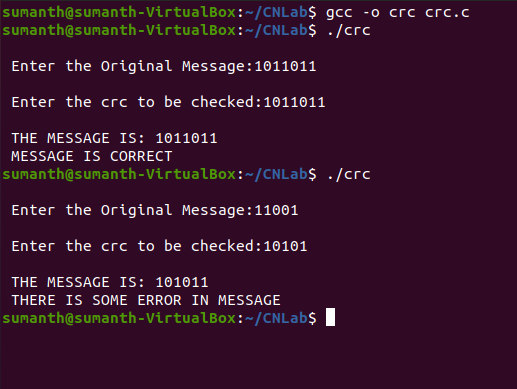 sumanth@sumanth-VirtualBox:~/CNLab$ gcc -o crc crc.c
sumanth@sumanth-VirtualBox:~/CNLab$ ./crc
Enter the Original Message:1011011
Enter the crc to be checked:1011011
THE MESSAGE IS: 1011011
MESSAGE IS CORRECT
sumanth@sumanth-VirtualBox:~/CNLab$ ./crc
Enter the Original Message:11001
Enter the crc to be checked:10101
THE MESSAGE IS: 101011
THERE IS SOME ERROR IN MESSAGE
sumanth@sumanth-VirtualBox:~/CNLab$